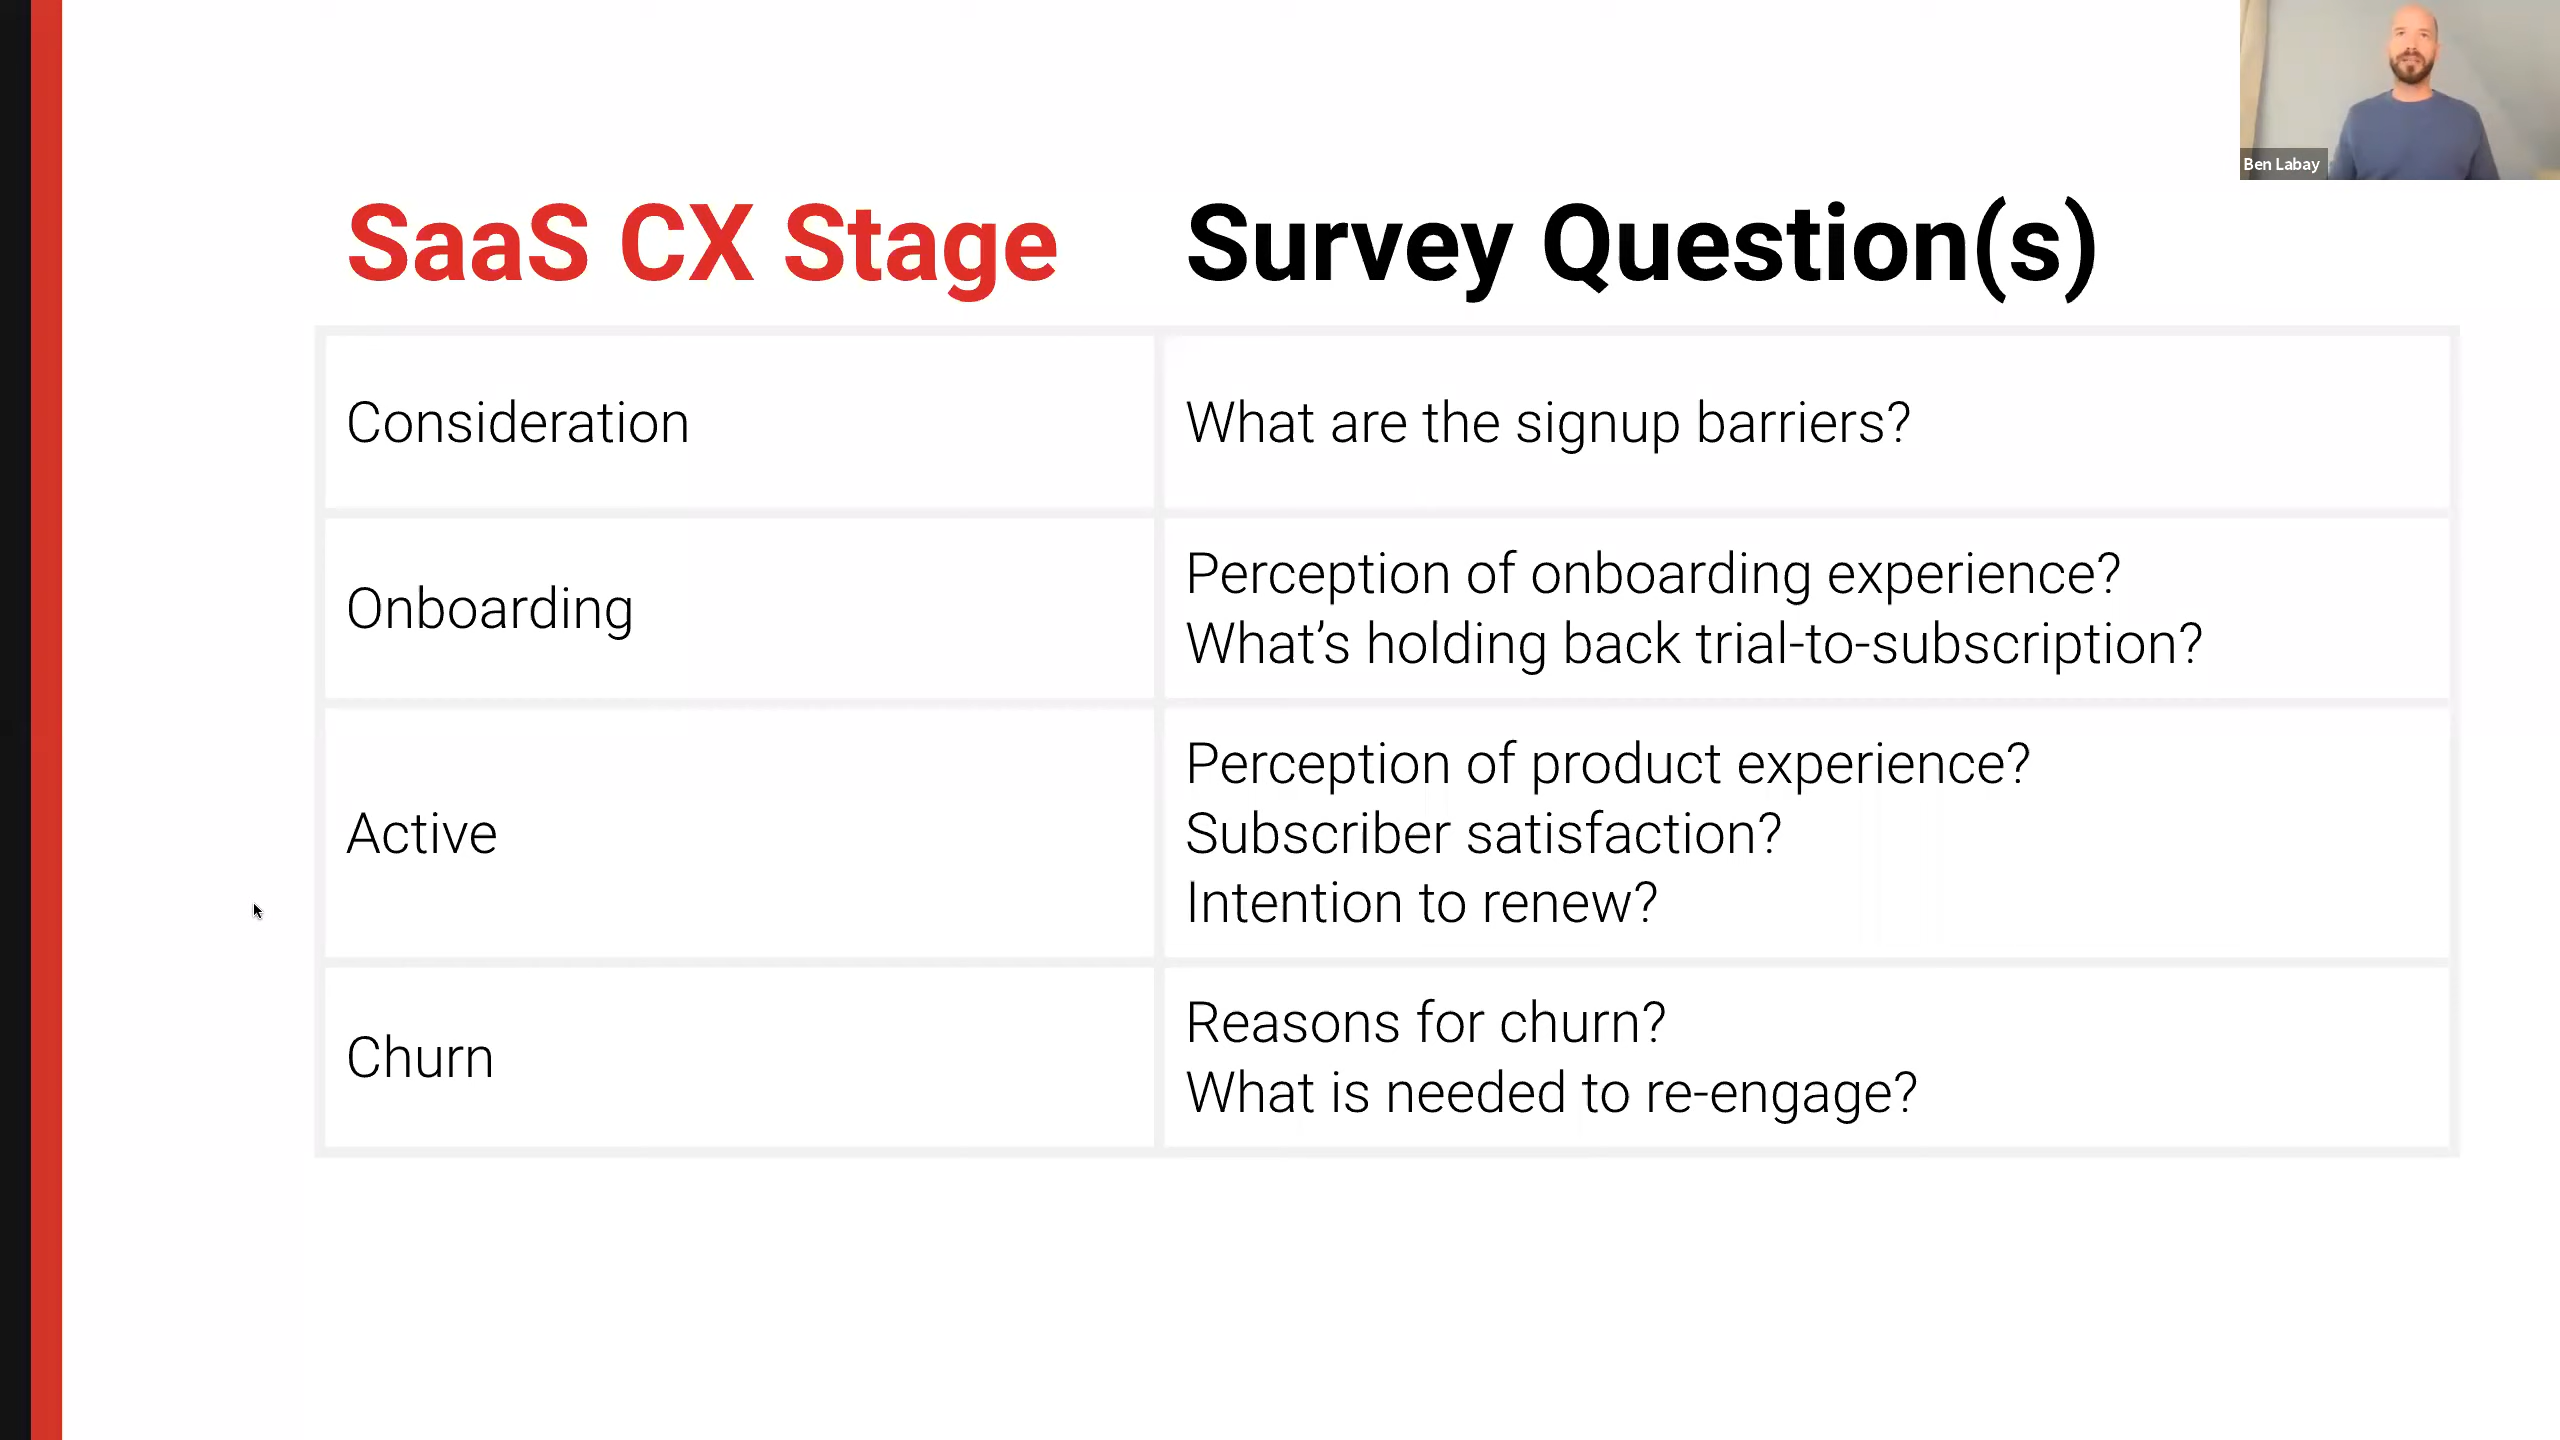 Ben Labay
SaaS CX Stage
Survey Question(s)
Consideration
What are the signup barriers?
Onboarding
Perception of onboarding experience?
What’s holding back trial-to-subscription?
Active
Perception of product experience?
Subscriber satisfaction?
Intention to renew?
Churn
Reasons for churn?
What is needed to re-engage?